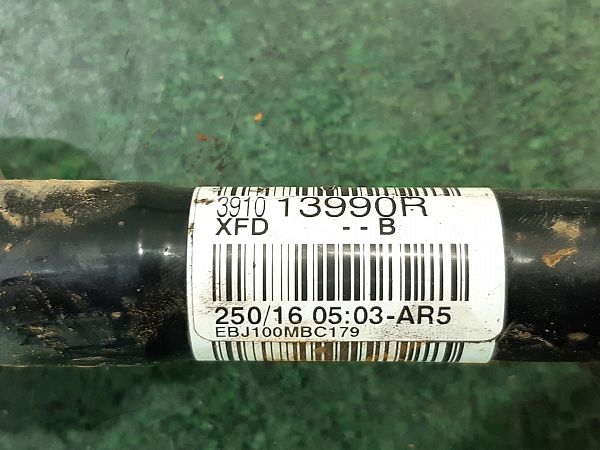 3910 13990R
XFD - - B
250/16 05:03-AR5
EBJ100MBC179